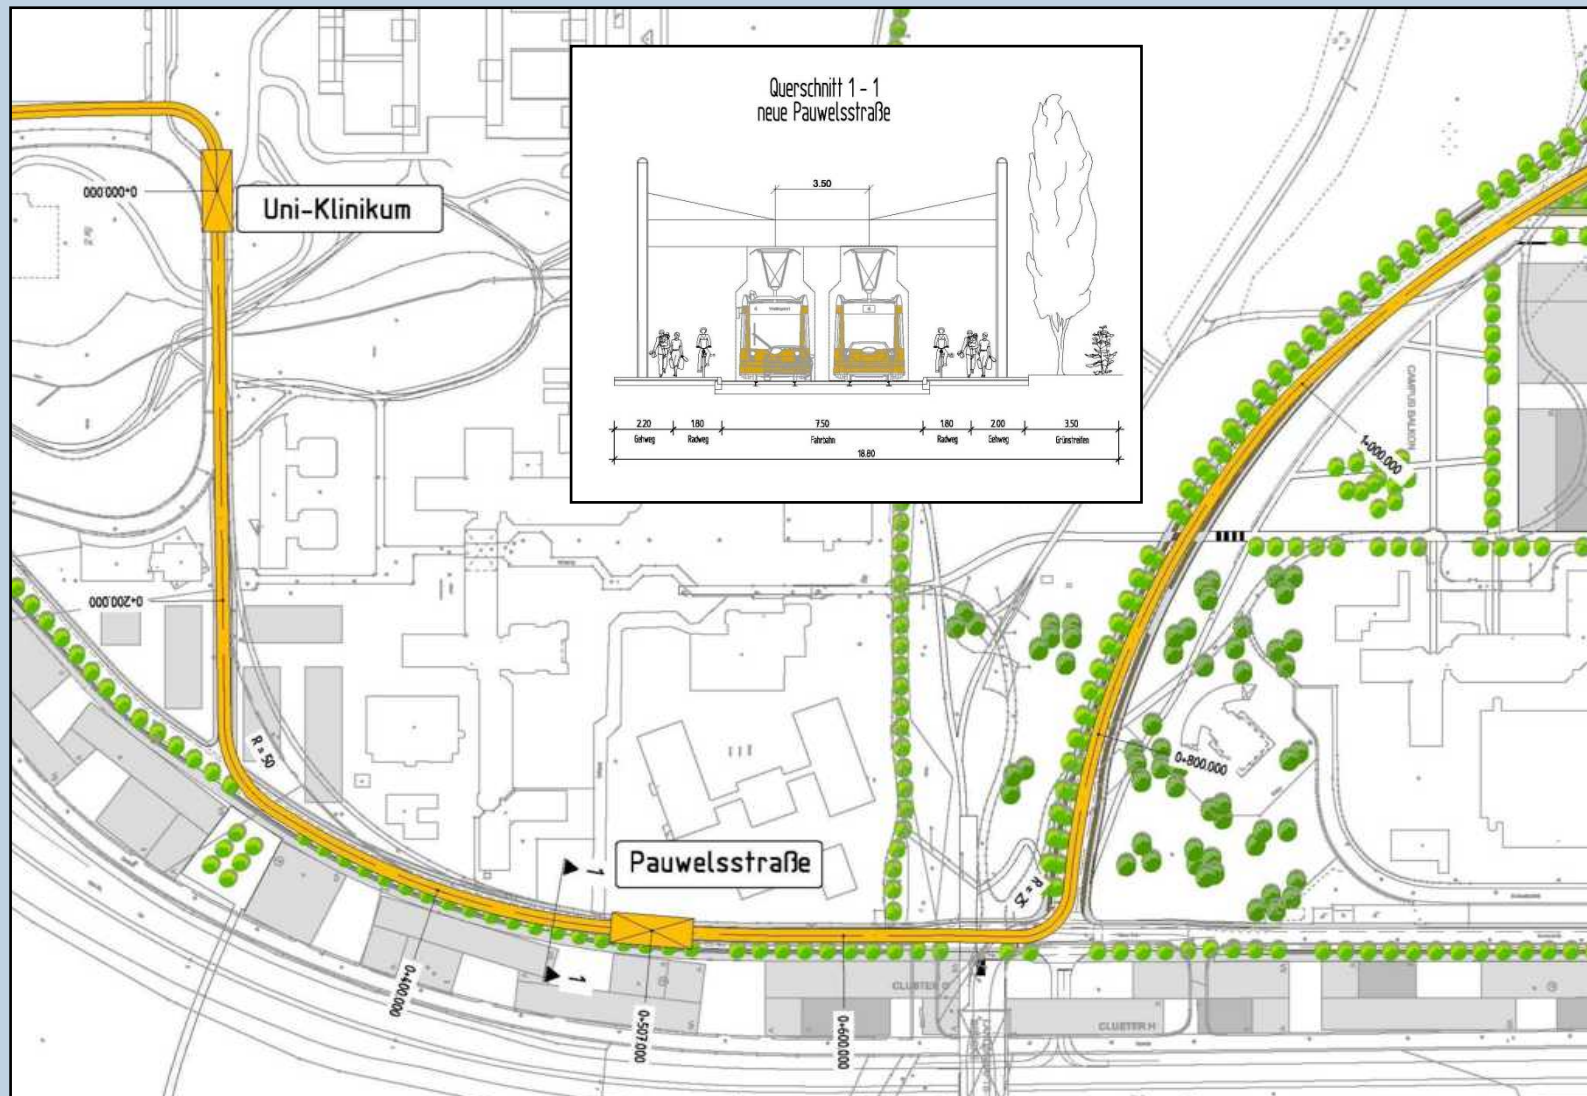 Querschnitt 1 - 1
neue Pauwelsstraße
3.50
2.20
1.80
7.50
1.80
2.00
3.50
Gehweg
Radweg
Fahrbahn
Radweg
Gehweg
Grünstreifen
18.80
0+000.000
Uni-Klinikum
CAMPUS BALKON
1+000.000
0+200.000
R = 50
0+800.000
Pauwelsstraße
1
R = 25
1
0+400.000
0+507.000
0+600.000
CLUSTER G
CLUSTER H